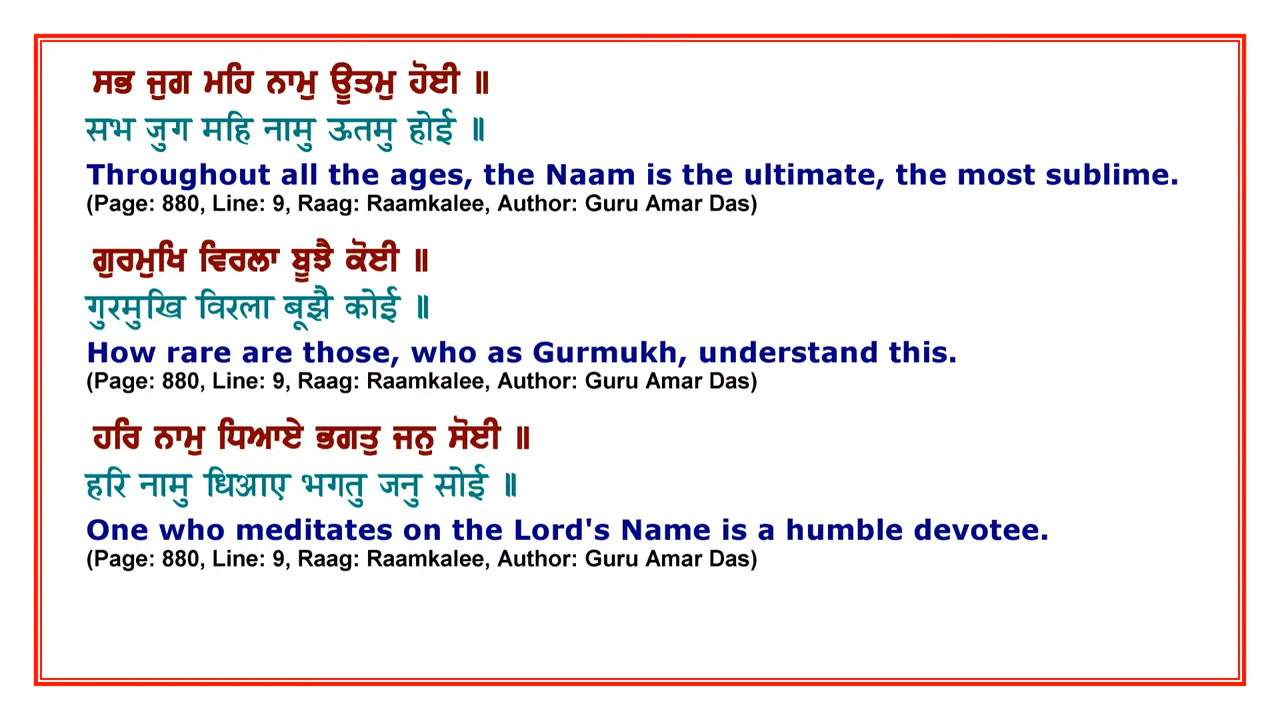 ਸਭ ਜੁਗ ਮਹਿ ਨਾਮੁ ਊਤਮੁ ਹੋਈ ॥
सभ जुग महि नामु ऊतमु होई ॥
Throughout all the ages, the Naam is the ultimate, the most sublime.
(Page: 880, Line: 9, Raag: Raamkalee, Author: Guru Amar Das)
ਗੁਰਮੁਖਿ ਵਿਰਲਾ ਬੂਝੈ ਕੋਈ ॥
गुरमुखि विरला बूझै कोई ॥
How rare are those, who as Gurmukh, understand this.
(Page: 880, Line: 9, Raag: Raamkalee, Author: Guru Amar Das)
ਹਰਿ ਨਾਮੁ ਧਿਆਏ ਭਗਤੁ ਜਨੁ ਸੋਈ ॥
हरि नामु धिआए भगतु जनु सोई ॥
One who meditates on the Lord's Name is a humble devotee.
(Page: 880, Line: 9, Raag: Raamkalee, Author: Guru Amar Das)